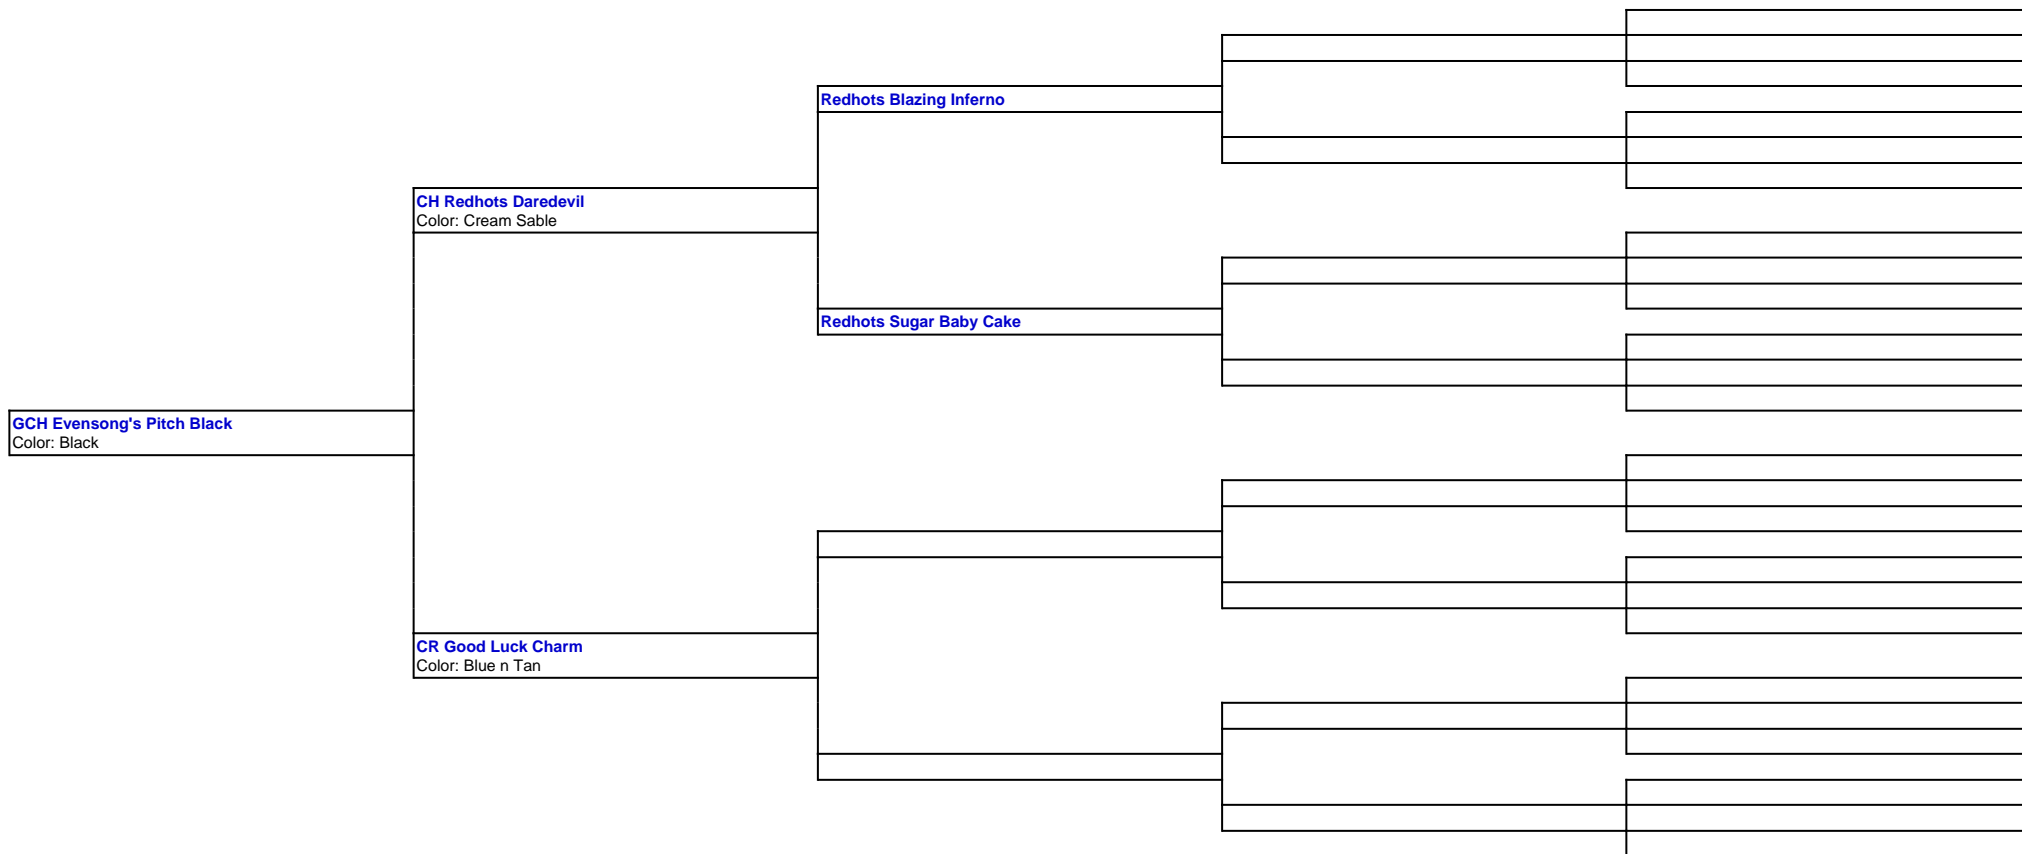 Redhots Blazing Inferno
CH Redhots Daredevil
Color: Cream Sable
Redhots Sugar Baby Cake
GCH Evensong's Pitch Black
Color: Black
CR Good Luck Charm
Color: Blue n Tan